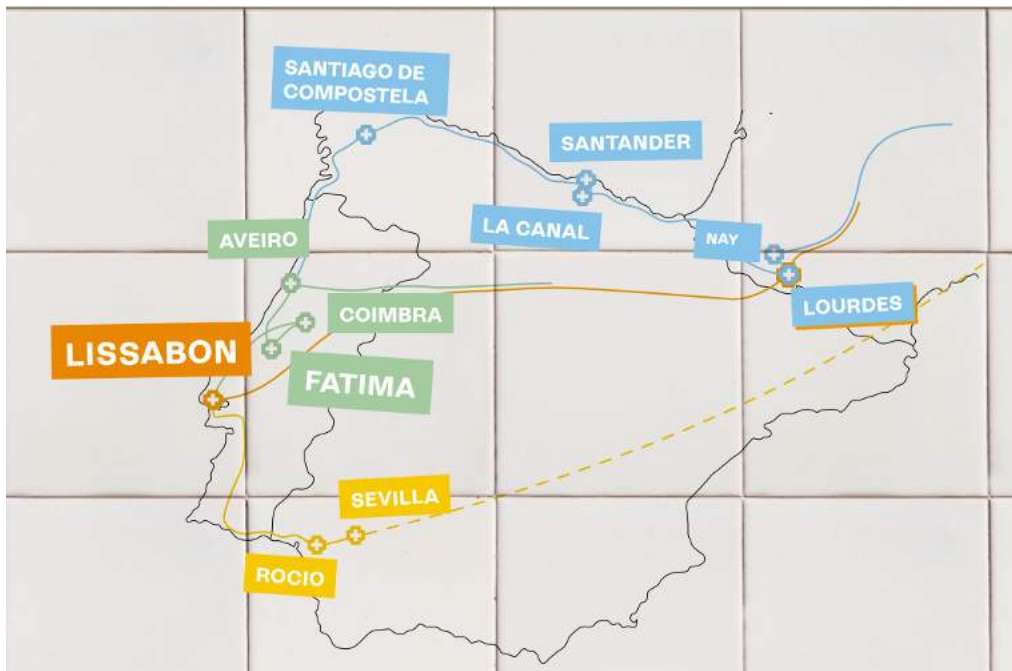 SANTIAGO DE
COMPOSTELA
SANTANDER
LA CANAL
NAY
AVEIRO
LOURDES
COIMBRA
LISSABON
FATIMA
SEVILLA
ROCIO